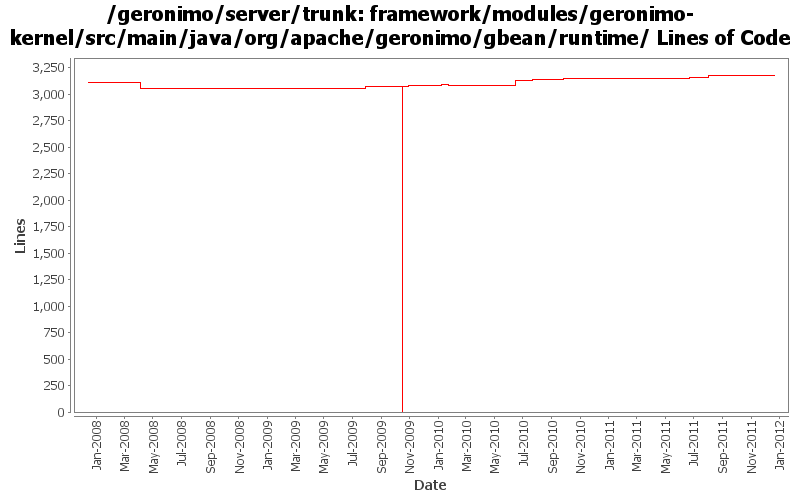 /geronimo/server/trunk: framework/modules/geronimo-
kernel/src/main/java/org/apache/geronimo/gbean/runtime/ Lines of Code
3,250
3,000
2,750
2,500
2,250
2,000
1,750
1,500
1,250
1,000
750
500
250
0
Lines
Jan-2008
Mar-2008
May-2008
Jul-2008
Sep-2008
Nov-2008
Jan-2009
Mar-2009
May-2009
Jul-2009
Sep-2009
Nov-2009
Jan-2010
Mar-2010
May-2010
Jul-2010
Sep-2010
Nov-2010
Jan-2011
Mar-2011
May-2011
Jul-2011
Sep-2011
Nov-2011
Jan-2012
Date